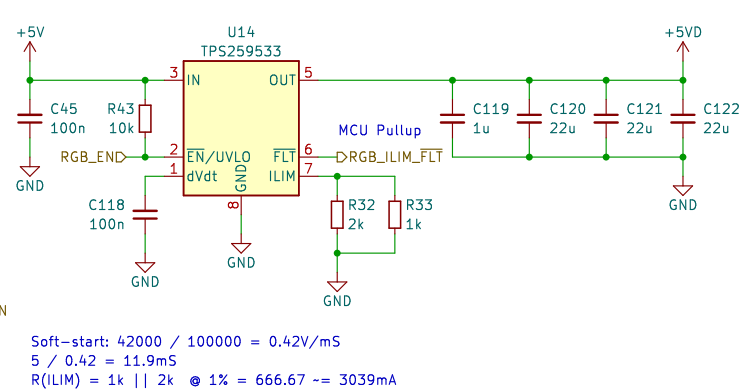 U14
TPS259533
+5V
+5VD
3 IN
OUT 5
C45
100n
R43
10k
C119
1u
C120
22u
C121
22u
C122
22u
MCU Pullup
RGB_EN
2 EN/UVLO
FLT 6
RGB_ILIM_FLT
1 dVdt
ILIM 7
GND
8
GND
C118
100n
R32
2k
R33
1k
GND
GND
GND
GND
N
Soft-start: 42000 / 100000 = 0.42V/mS
5 / 0.42 = 11.9mS
R(ILIM) = 1k || 2k @ 1% = 666.67 ~= 3039mA